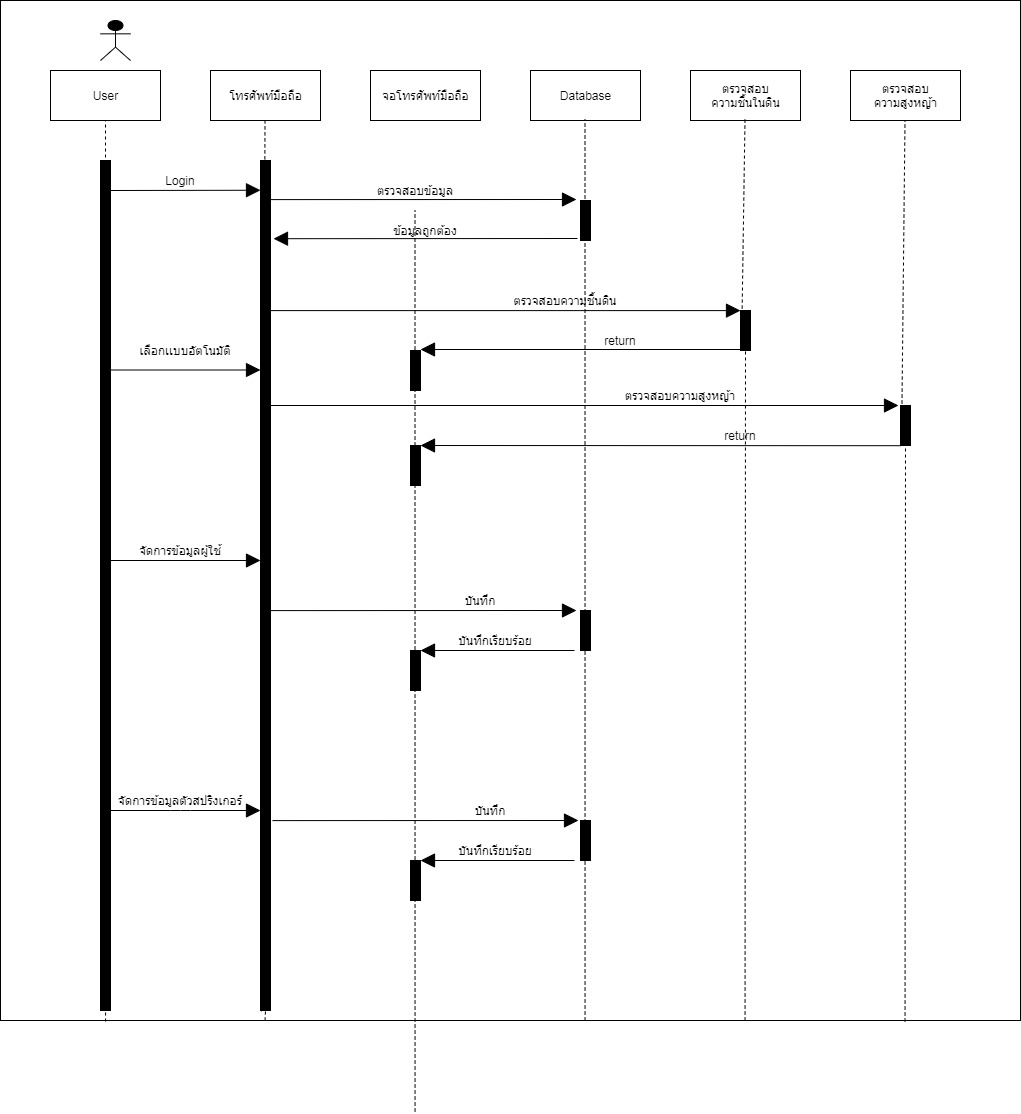 User
โทรศัพท์มือถือ
จอโทรศัพท์มือถือ
Database
ตรวจสอบ
ความชื้นในดิน
ตรวจสอบ
ความสูงหญ้า
Login
ตรวจสอบข้อมูล
ข้อมูลถูกต้อง
ตรวจสอบความชื้นดิน
return
เลือกแบบอัตโนมัติ
ตรวจสอบความสูงหญ้า
return
จัดการข้อมูลผู้ใช้
บันทึก
บันทึกเรียบร้อย
จัดการข้อมูลตัวสปริงเกอร์
บันทึก
บันทึกเรียบร้อย